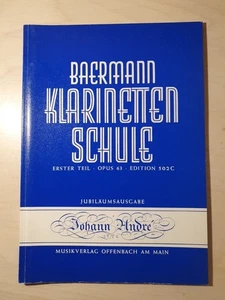 BAERMANN
KLARINETTEN
SCHULE
ERSTER TEIL · OPUS 63 · EDITION 502C
JUBILÄUMSAUSGABE
Johann André
MUSIKVERLAG OFFENBACH AM MAIN